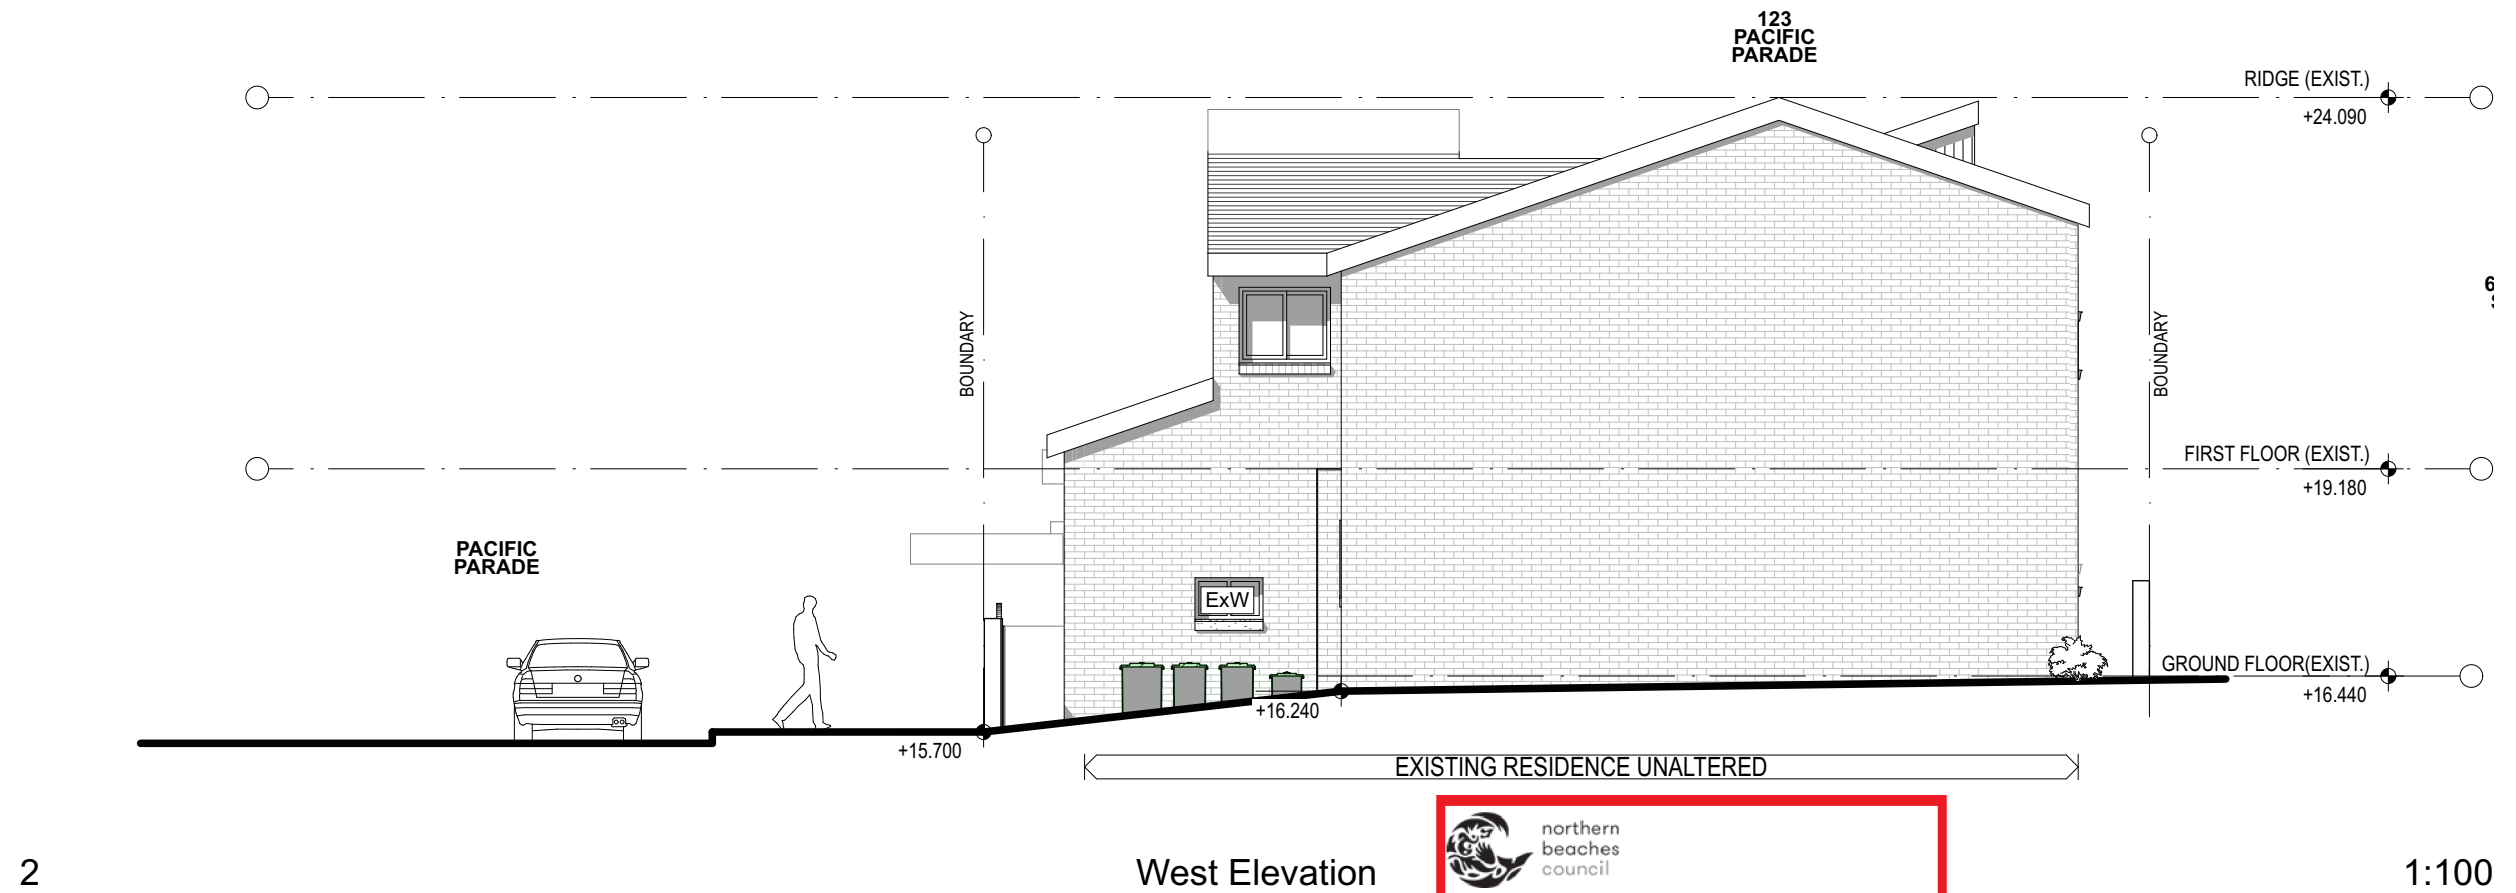 123
PACIFIC
PARADE
RIDGE (EXIST.)
+24.090
BOUNDARY
BOUNDARY
FIRST FLOOR (EXIST.)
+19.180
PACIFIC
PARADE
ExW
GROUND FLOOR(EXIST.)
+16.440
+16.240
+15.700
EXISTING RESIDENCE UNALTERED
northern
beaches
council
2
West Elevation
1:100